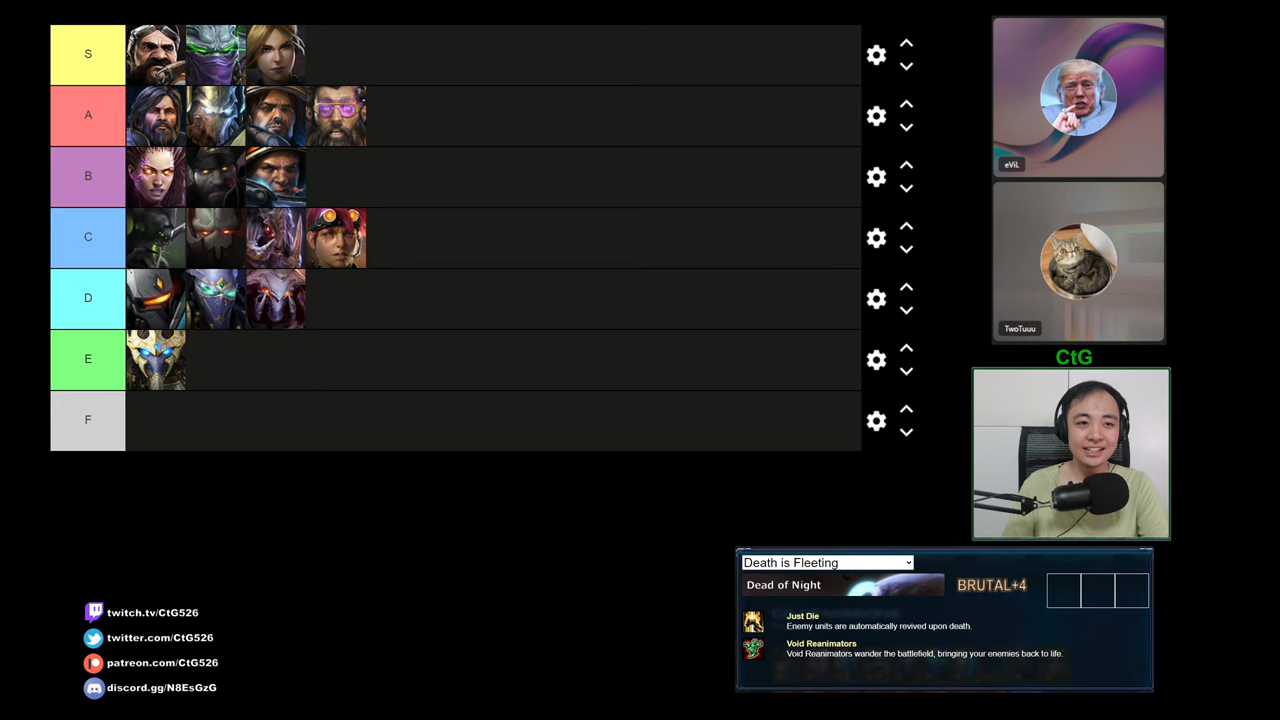 S
A
B
C
D
E
F
eViL
TwoTuuu
CtG
Death is Fleeting
Dead of Night
BRUTAL+4
Just Die
Enemy units are automatically revived upon death.
Void Reanimators
Void Reanimators wander the battlefield, bringing your enemies back to life.
twitch.tv/CtG526
twitter.com/CtG526
patreon.com/CtG526
discord.gg/N8EsGzG